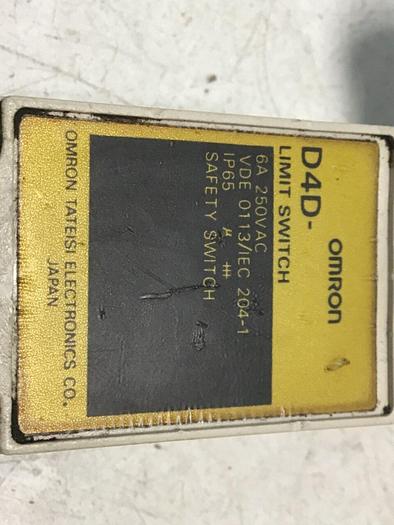 OMRON
D4D-
LIMIT SWITCH
6A 250VAC
VDE 0113/IEC 204-1
IP65 µ
SAFETY SWITCH
OMRON TATEISI ELECTRONICS CO.
JAPAN